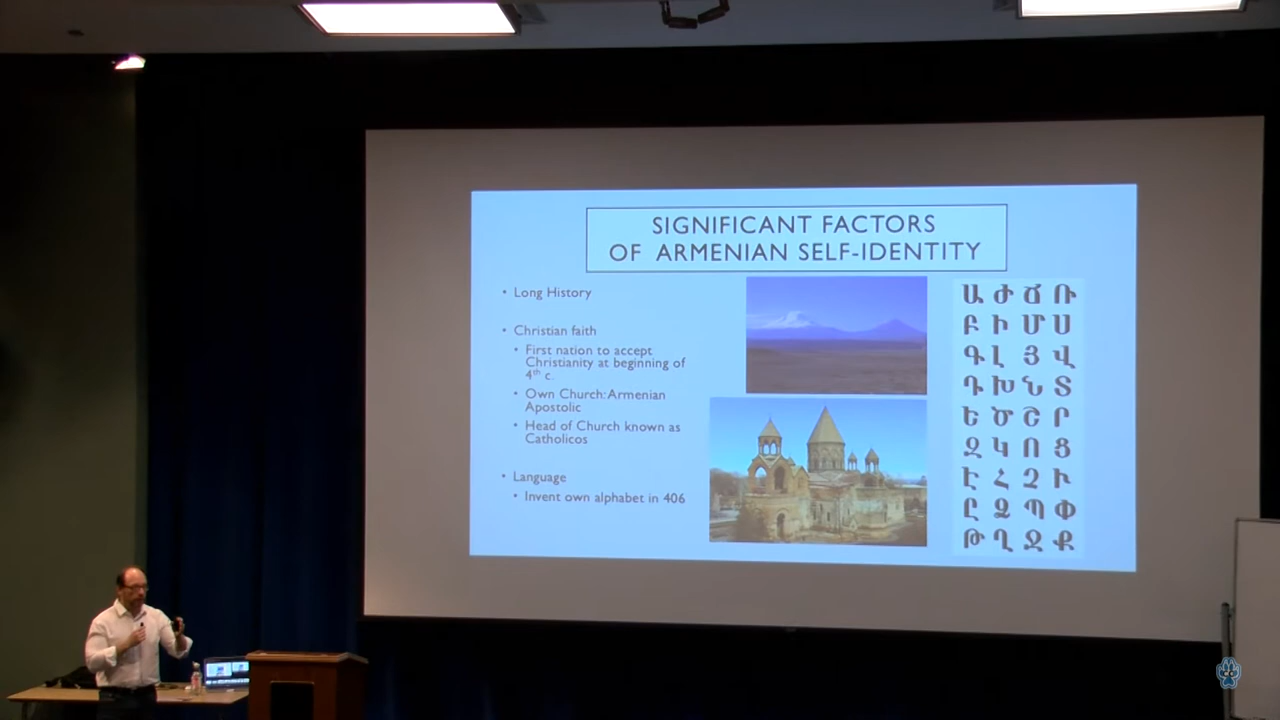 SIGNIFICANT FACTORS
OF ARMENIAN SELF-IDENTITY
• Long History
• Christian faith
• First nation to accept
Christianity at beginning of
4th c.
• Own Church: Armenian
Apostolic
• Head of Church known as
Catholicos
• Language
• Invent own alphabet in 406
Ա Ժ Ճ Ռ
Բ Ի Մ Ս
Գ Լ Յ Վ
Դ Խ Ն Տ
Ե Ծ Շ Ր
Զ Կ Ո Ց
Է Հ Չ Ւ
Ը Ձ Պ Փ
Թ Ղ Ջ Ք